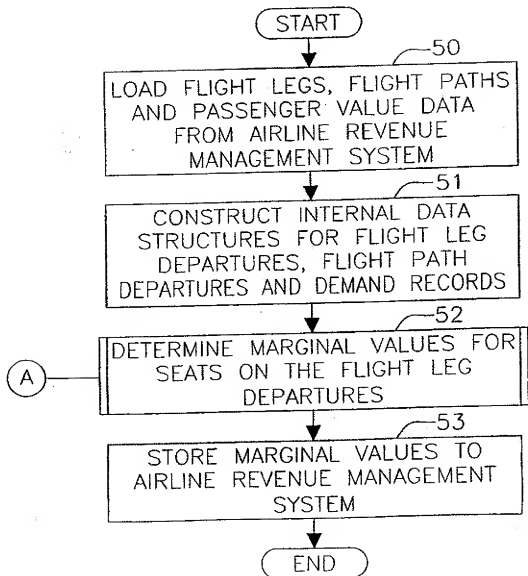 START
50
LOAD FLIGHT LEGS, FLIGHT PATHS
AND PASSENGER VALUE DATA
FROM AIRLINE REVENUE
MANAGEMENT SYSTEM
51
CONSTRUCT INTERNAL DATA
STRUCTURES FOR FLIGHT LEG
DEPARTURES, FLIGHT PATH
DEPARTURES AND DEMAND RECORDS
52
A
DETERMINE MARGINAL VALUES FOR
SEATS ON THE FLIGHT LEG
DEPARTURES
53
STORE MARGINAL VALUES TO
AIRLINE REVENUE MANAGEMENT
SYSTEM
END